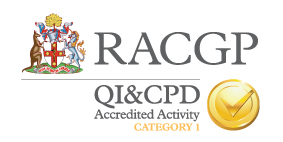 RACGP
QI&CPD
Accredited Activity
CATEGORY 1